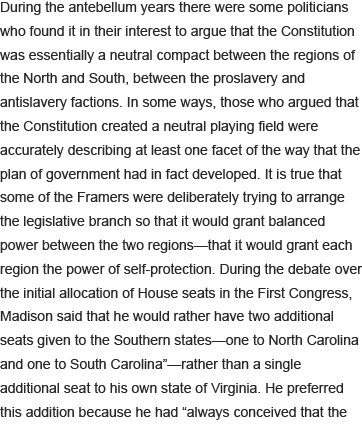 During the antebellum years there were some politicians
who found it in their interest to argue that the Constitution
was essentially a neutral compact between the regions of
the North and South, between the proslavery and
antislavery factions. In some ways, those who argued that
the Constitution created a neutral playing field were
accurately describing at least one facet of the way that the
plan of government had in fact developed. It is true that
some of the Framers were deliberately trying to arrange
the legislative branch so that it would grant balanced
power between the two regions—that it would grant each
region the power of self-protection. During the debate over
the initial allocation of House seats in the First Congress,
Madison said that he would rather have two additional
seats given to the Southern states—one to North Carolina
and one to South Carolina”—rather than a single
additional seat to his own state of Virginia. He preferred
this addition because he had “always conceived that the